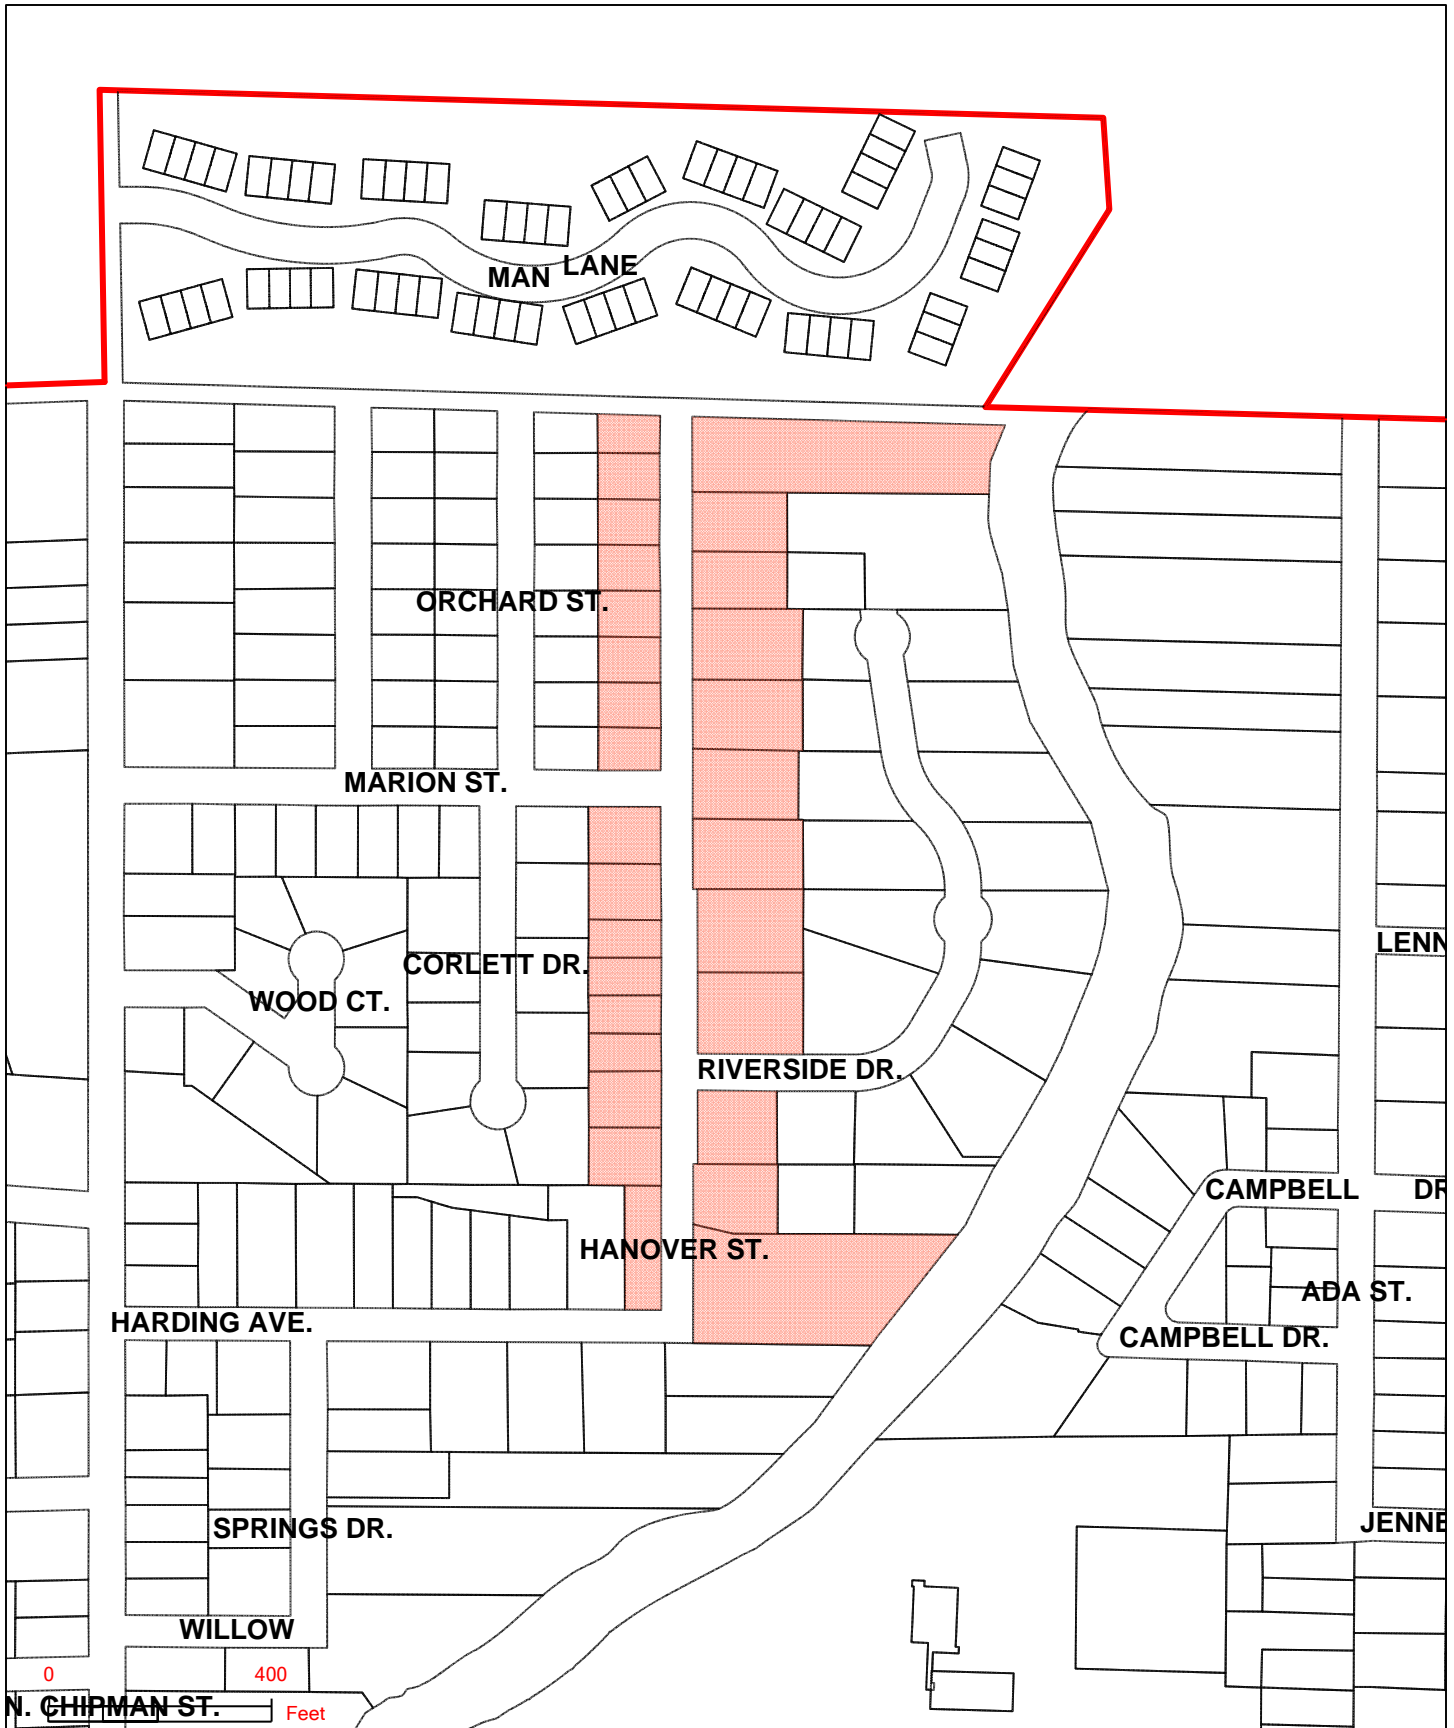 MAN LANE
ORCHARD ST.
MARION ST.
LENN
CORLETT DR.
WOOD CT.
RIVERSIDE DR.
CAMPBELL DR
HANOVER ST.
ADA ST.
HARDING AVE.
CAMPBELL DR.
JENNE
SPRINGS DR.
WILLOW
0 400
N. CHIPMAN ST.
Feet